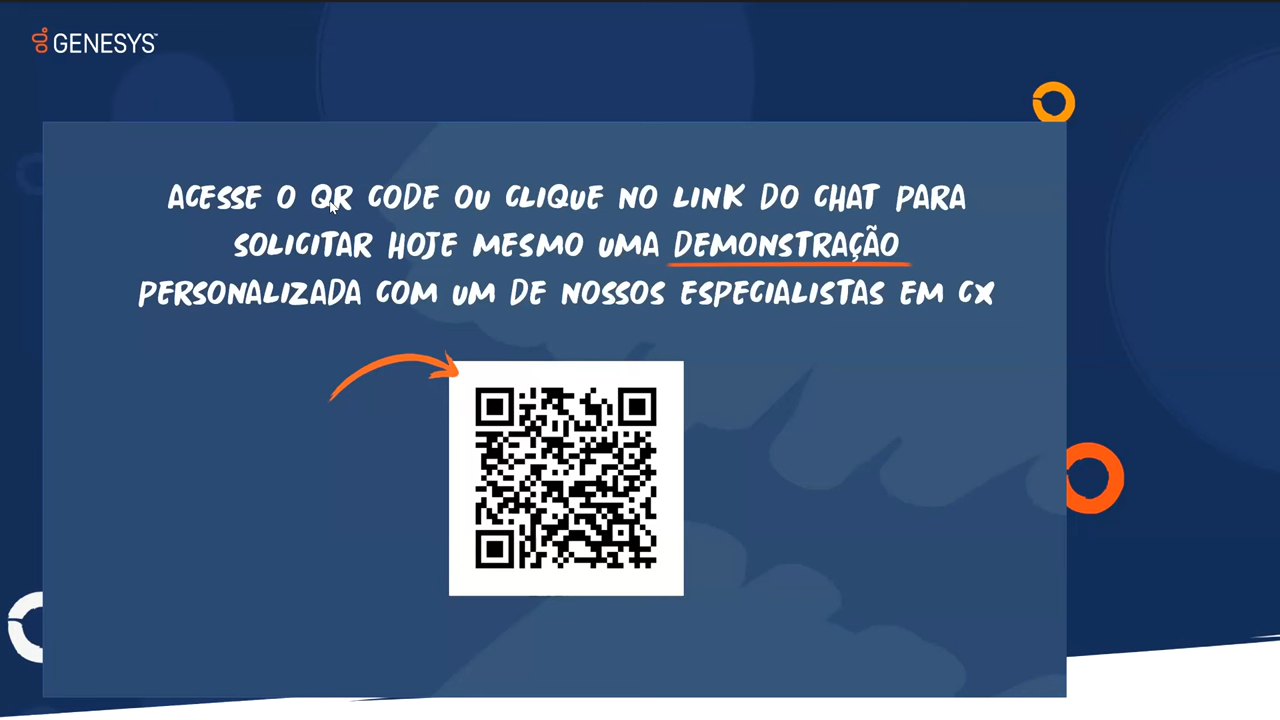 GENESYS™
ACESSE O QR CODE OU CLIQUE NO LINK DO CHAT PARA
SOLICITAR HOJE MESMO UMA DEMONSTRAÇÃO
PERSONALIZADA COM UM DE NOSSOS ESPECIALISTAS EM CX